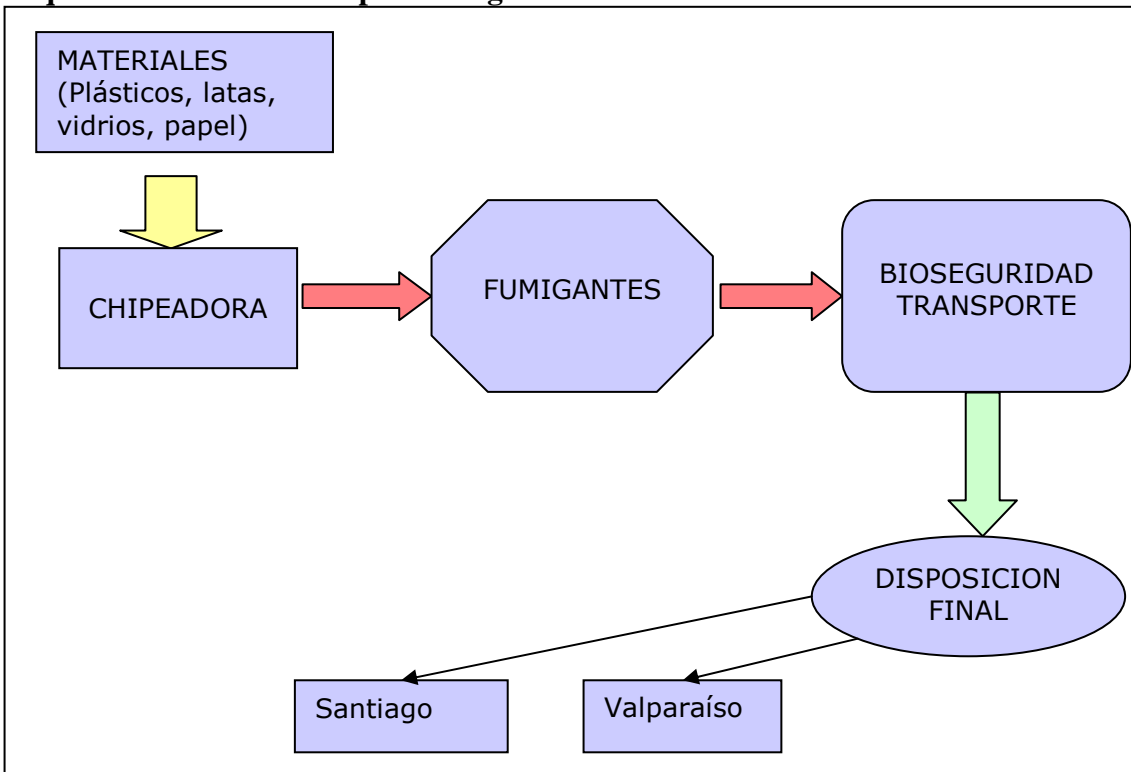 MATERIALES
(Plásticos, latas,
vidrios, papel)
CHIPEADORA
FUMIGANTES
BIOSEGURIDAD
TRANSPORTE
DISPOSICION
FINAL
Santiago
Valparaíso